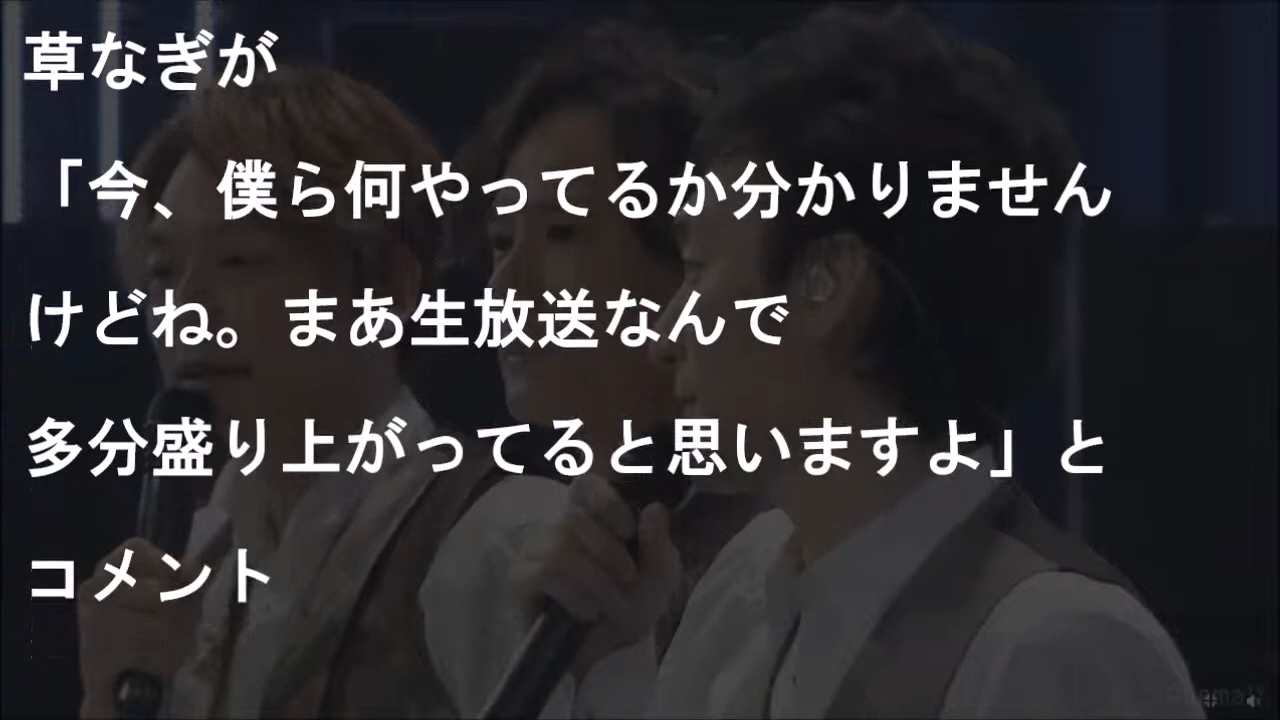 草なぎが
「今、僕ら何やってるか分かりません
けどね。まあ生放送なんで
多分盛り上がってると思いますよ」と
コメント